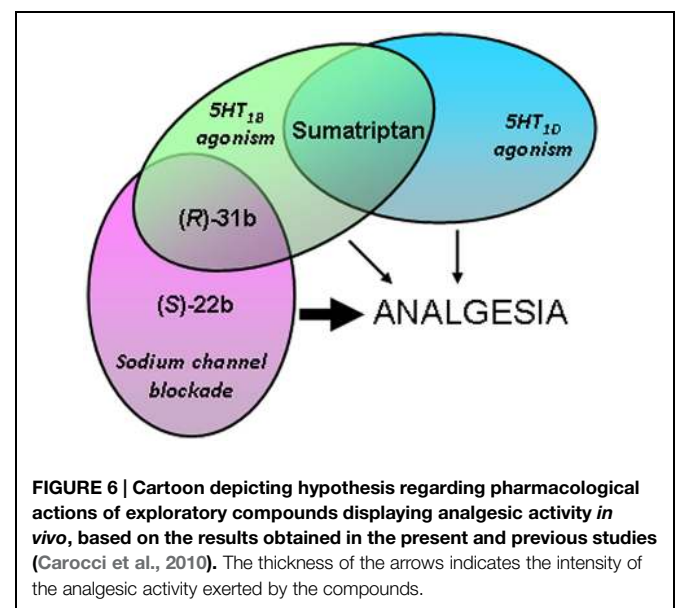 5HT1B
agonism
Sumatriptan
5HT1D
agonism
(R)-31b
(S)-22b
ANALGESIA
Sodium channel
blockade
FIGURE 6 | Cartoon depicting hypothesis regarding pharmacological
actions of exploratory compounds displaying analgesic activity in
vivo, based on the results obtained in the present and previous studies
(Carocci et al., 2010). The thickness of the arrows indicates the intensity of
the analgesic activity exerted by the compounds.